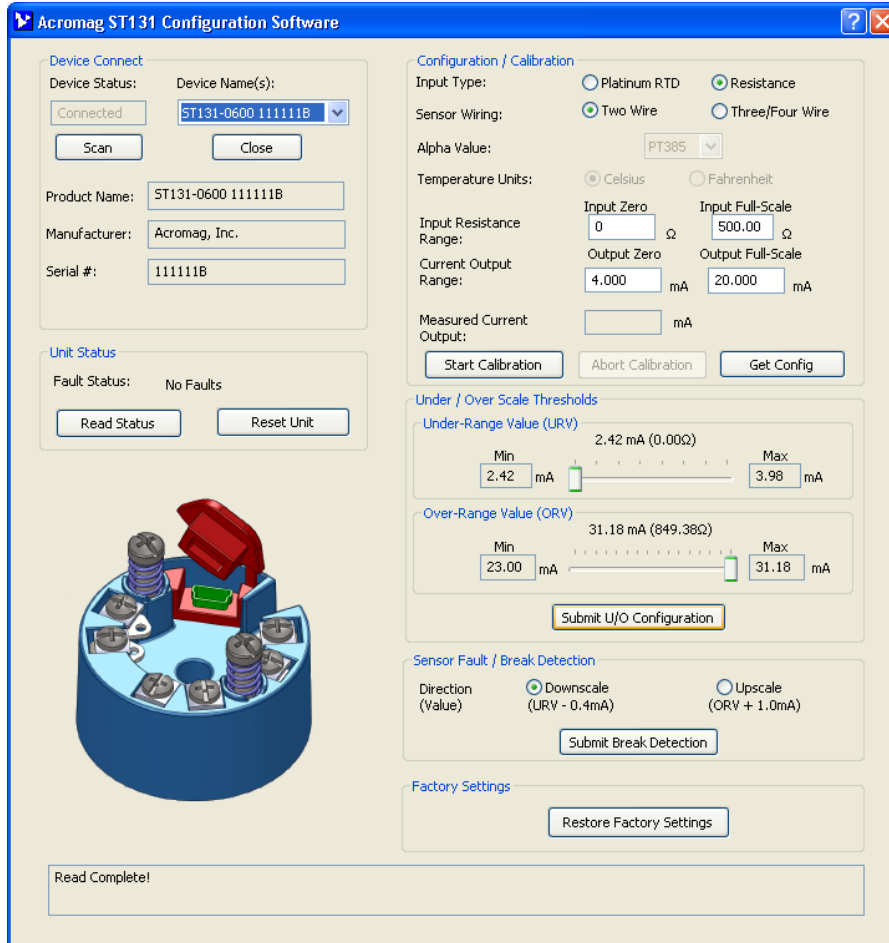 Acromag ST131 Configuration Software
Device Connect
Device Status:
Device Name(s):
Connected
ST131-0600 111111B
Scan
Close
Product Name:
ST131-0600 111111B
Manufacturer:
Acromag, Inc.
Serial #:
111111B
Unit Status
Fault Status:
No Faults
Read Status
Reset Unit
Configuration / Calibration
Input Type:
Platinum RTD
Resistance
Sensor Wiring:
Two Wire
Three/Four Wire
Alpha Value:
PT385
Temperature Units:
Celsius
Fahrenheit
Input Zero
Input Full-Scale
Input Resistance
Range:
0
Ω
500.00
Ω
Output Zero
Output Full-Scale
Current Output
Range:
4.000
mA
20.000
mA
Measured Current
Output:
mA
Start Calibration
Abort Calibration
Get Config
Under / Over Scale Thresholds
Under-Range Value (URV)
2.42 mA (0.00Ω)
Min
Max
2.42
mA
3.98
mA
Over-Range Value (ORV)
31.18 mA (849.38Ω)
Min
Max
23.00
mA
31.18
mA
Submit U/O Configuration
Sensor Fault / Break Detection
Direction
(Value)
Downscale
(URV - 0.4mA)
Upscale
(ORV + 1.0mA)
Submit Break Detection
Factory Settings
Restore Factory Settings
Read Complete!